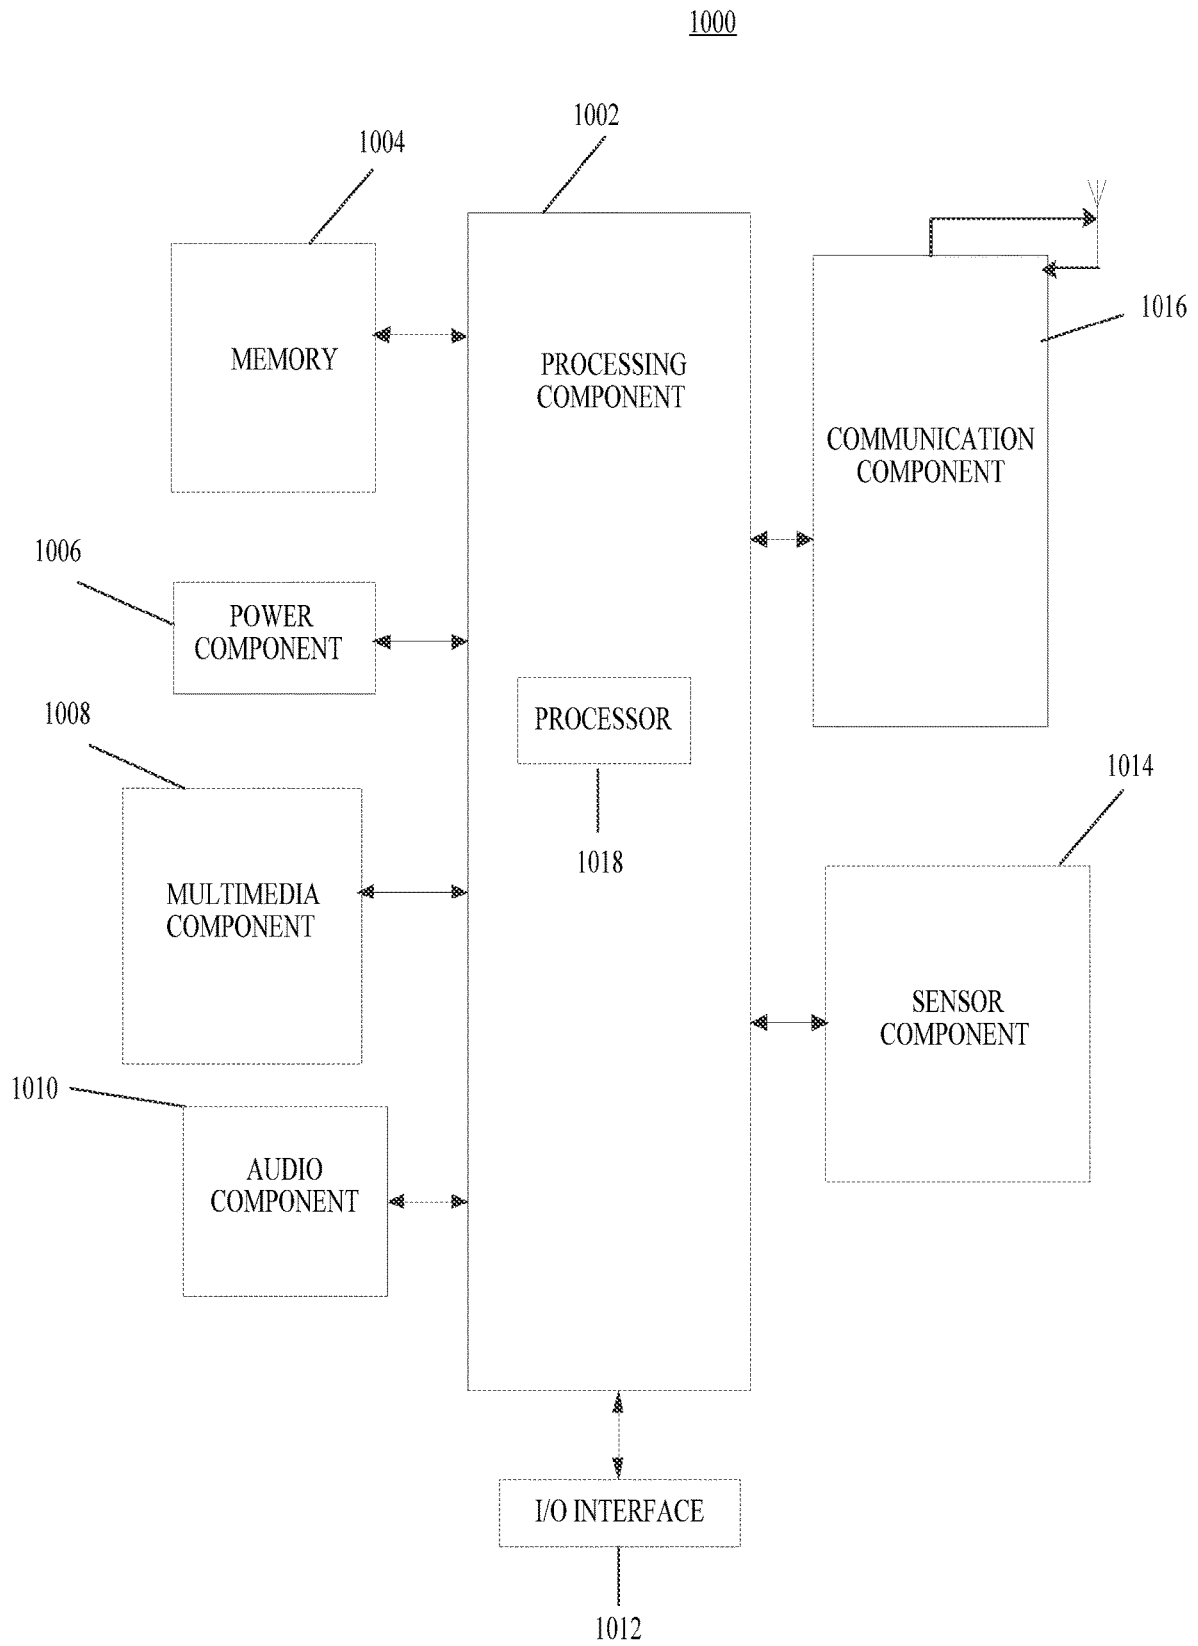 1000
1002
1004
MEMORY
PROCESSING
COMPONENT
1016
COMMUNICATION
COMPONENT
1006
POWER
COMPONENT
1008
PROCESSOR
1018
1014
MULTIMEDIA
COMPONENT
SENSOR
COMPONENT
1010
AUDIO
COMPONENT
I/O INTERFACE
1012